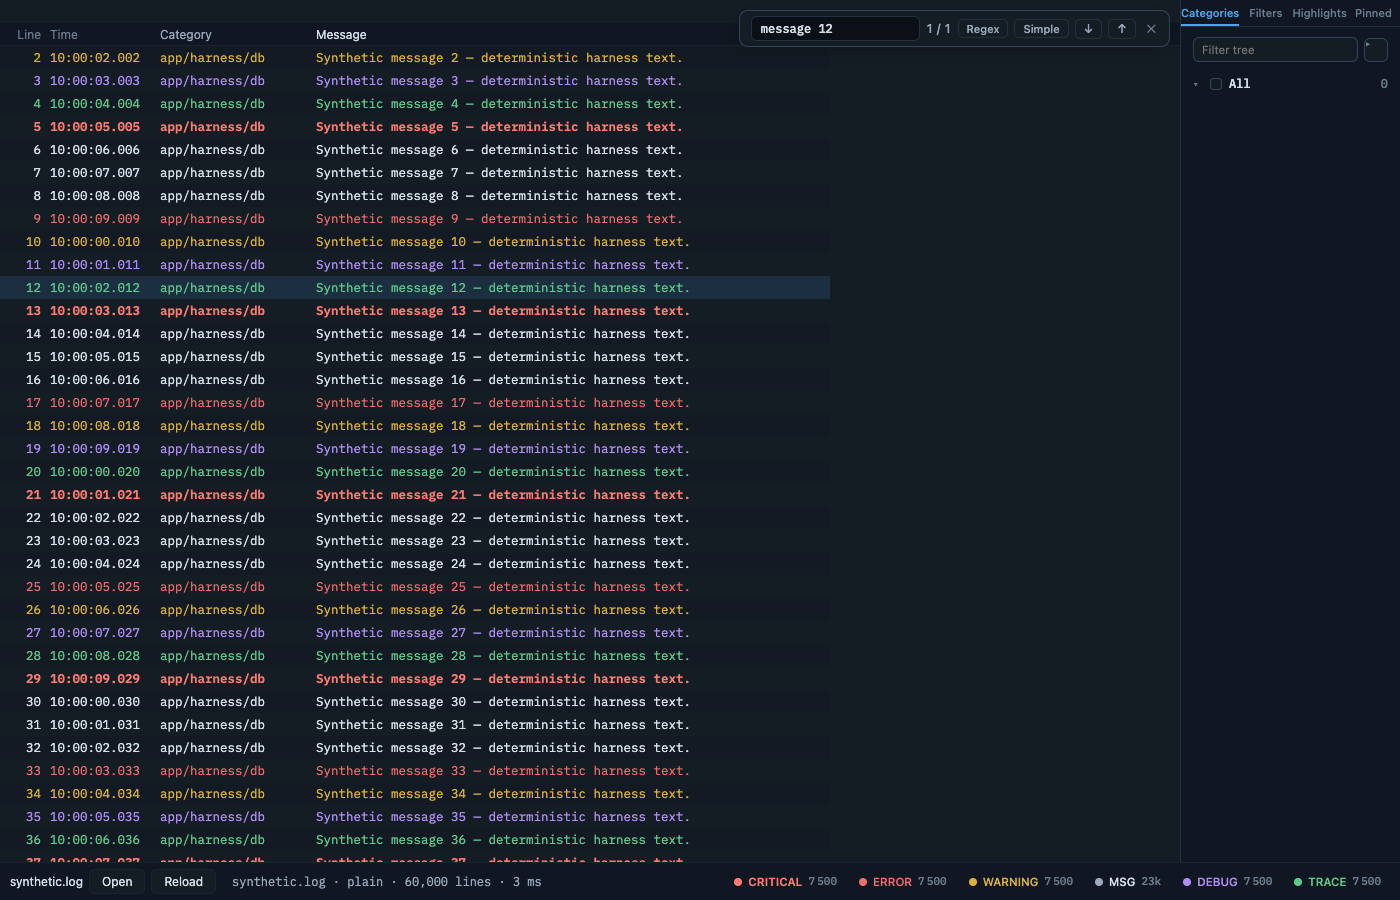 message 12 1 / 1 Regex Simple ↓ ↑ ×
Categories Filters Highlights Pinned
Line Time Category Message
Filter tree
All 0
2 10:00:02.002 app/harness/db Synthetic message 2 — deterministic harness text.
3 10:00:03.003 app/harness/db Synthetic message 3 — deterministic harness text.
4 10:00:04.004 app/harness/db Synthetic message 4 — deterministic harness text.
5 10:00:05.005 app/harness/db Synthetic message 5 — deterministic harness text.
6 10:00:06.006 app/harness/db Synthetic message 6 — deterministic harness text.
7 10:00:07.007 app/harness/db Synthetic message 7 — deterministic harness text.
8 10:00:08.008 app/harness/db Synthetic message 8 — deterministic harness text.
9 10:00:09.009 app/harness/db Synthetic message 9 — deterministic harness text.
10 10:00:00.010 app/harness/db Synthetic message 10 — deterministic harness text.
11 10:00:01.011 app/harness/db Synthetic message 11 — deterministic harness text.
12 10:00:02.012 app/harness/db Synthetic message 12 — deterministic harness text.
13 10:00:03.013 app/harness/db Synthetic message 13 — deterministic harness text.
14 10:00:04.014 app/harness/db Synthetic message 14 — deterministic harness text.
15 10:00:05.015 app/harness/db Synthetic message 15 — deterministic harness text.
16 10:00:06.016 app/harness/db Synthetic message 16 — deterministic harness text.
17 10:00:07.017 app/harness/db Synthetic message 17 — deterministic harness text.
18 10:00:08.018 app/harness/db Synthetic message 18 — deterministic harness text.
19 10:00:09.019 app/harness/db Synthetic message 19 — deterministic harness text.
20 10:00:00.020 app/harness/db Synthetic message 20 — deterministic harness text.
21 10:00:01.021 app/harness/db Synthetic message 21 — deterministic harness text.
22 10:00:02.022 app/harness/db Synthetic message 22 — deterministic harness text.
23 10:00:03.023 app/harness/db Synthetic message 23 — deterministic harness text.
24 10:00:04.024 app/harness/db Synthetic message 24 — deterministic harness text.
25 10:00:05.025 app/harness/db Synthetic message 25 — deterministic harness text.
26 10:00:06.026 app/harness/db Synthetic message 26 — deterministic harness text.
27 10:00:07.027 app/harness/db Synthetic message 27 — deterministic harness text.
28 10:00:08.028 app/harness/db Synthetic message 28 — deterministic harness text.
29 10:00:09.029 app/harness/db Synthetic message 29 — deterministic harness text.
30 10:00:00.030 app/harness/db Synthetic message 30 — deterministic harness text.
31 10:00:01.031 app/harness/db Synthetic message 31 — deterministic harness text.
32 10:00:02.032 app/harness/db Synthetic message 32 — deterministic harness text.
33 10:00:03.033 app/harness/db Synthetic message 33 — deterministic harness text.
34 10:00:04.034 app/harness/db Synthetic message 34 — deterministic harness text.
35 10:00:05.035 app/harness/db Synthetic message 35 — deterministic harness text.
36 10:00:06.036 app/harness/db Synthetic message 36 — deterministic harness text.
37 10:00:07.037 app/harness/db Synthetic message 37 — deterministic harness text.
synthetic.log Open Reload synthetic.log · plain · 60,000 lines · 3 ms CRITICAL 7 500 ERROR 7 500 WARNING 7 500 MSG 23k DEBUG 7 500 TRACE 7 500